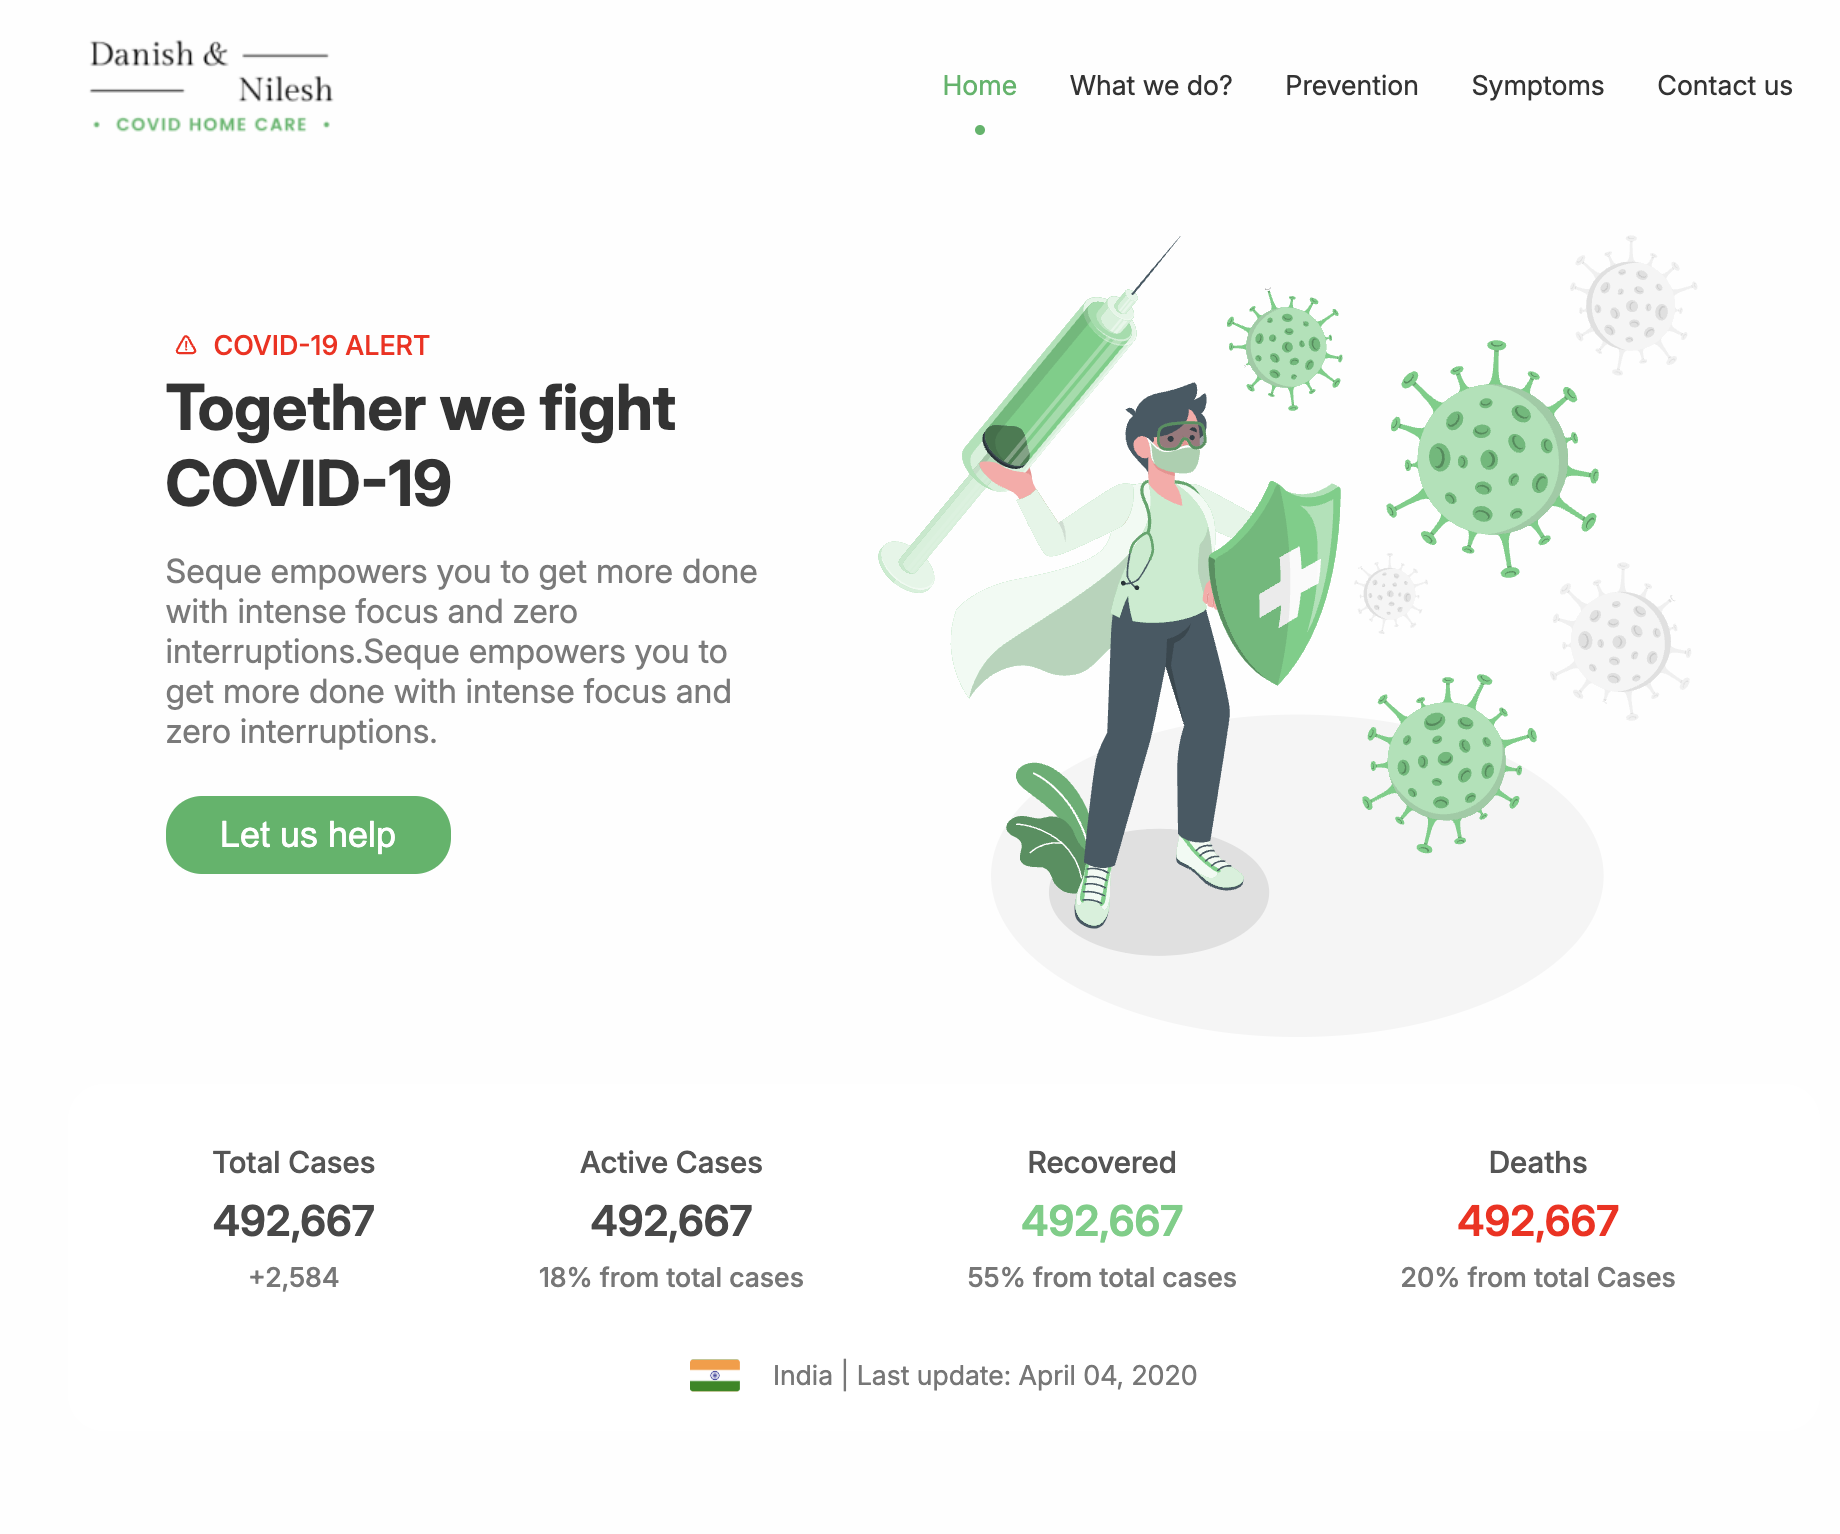 Danish &
Nilesh
• COVID HOME CARE •
Home What we do? Prevention Symptoms Contact us
COVID-19 ALERT
Together we fight
COVID-19
Seque empowers you to get more done
with intense focus and zero
interruptions.Seque empowers you to
get more done with intense focus and
zero interruptions.
Let us help
Total Cases
492,667
+2,584
Active Cases
492,667
18% from total cases
Recovered
492,667
55% from total cases
Deaths
492,667
20% from total Cases
India | Last update: April 04, 2020